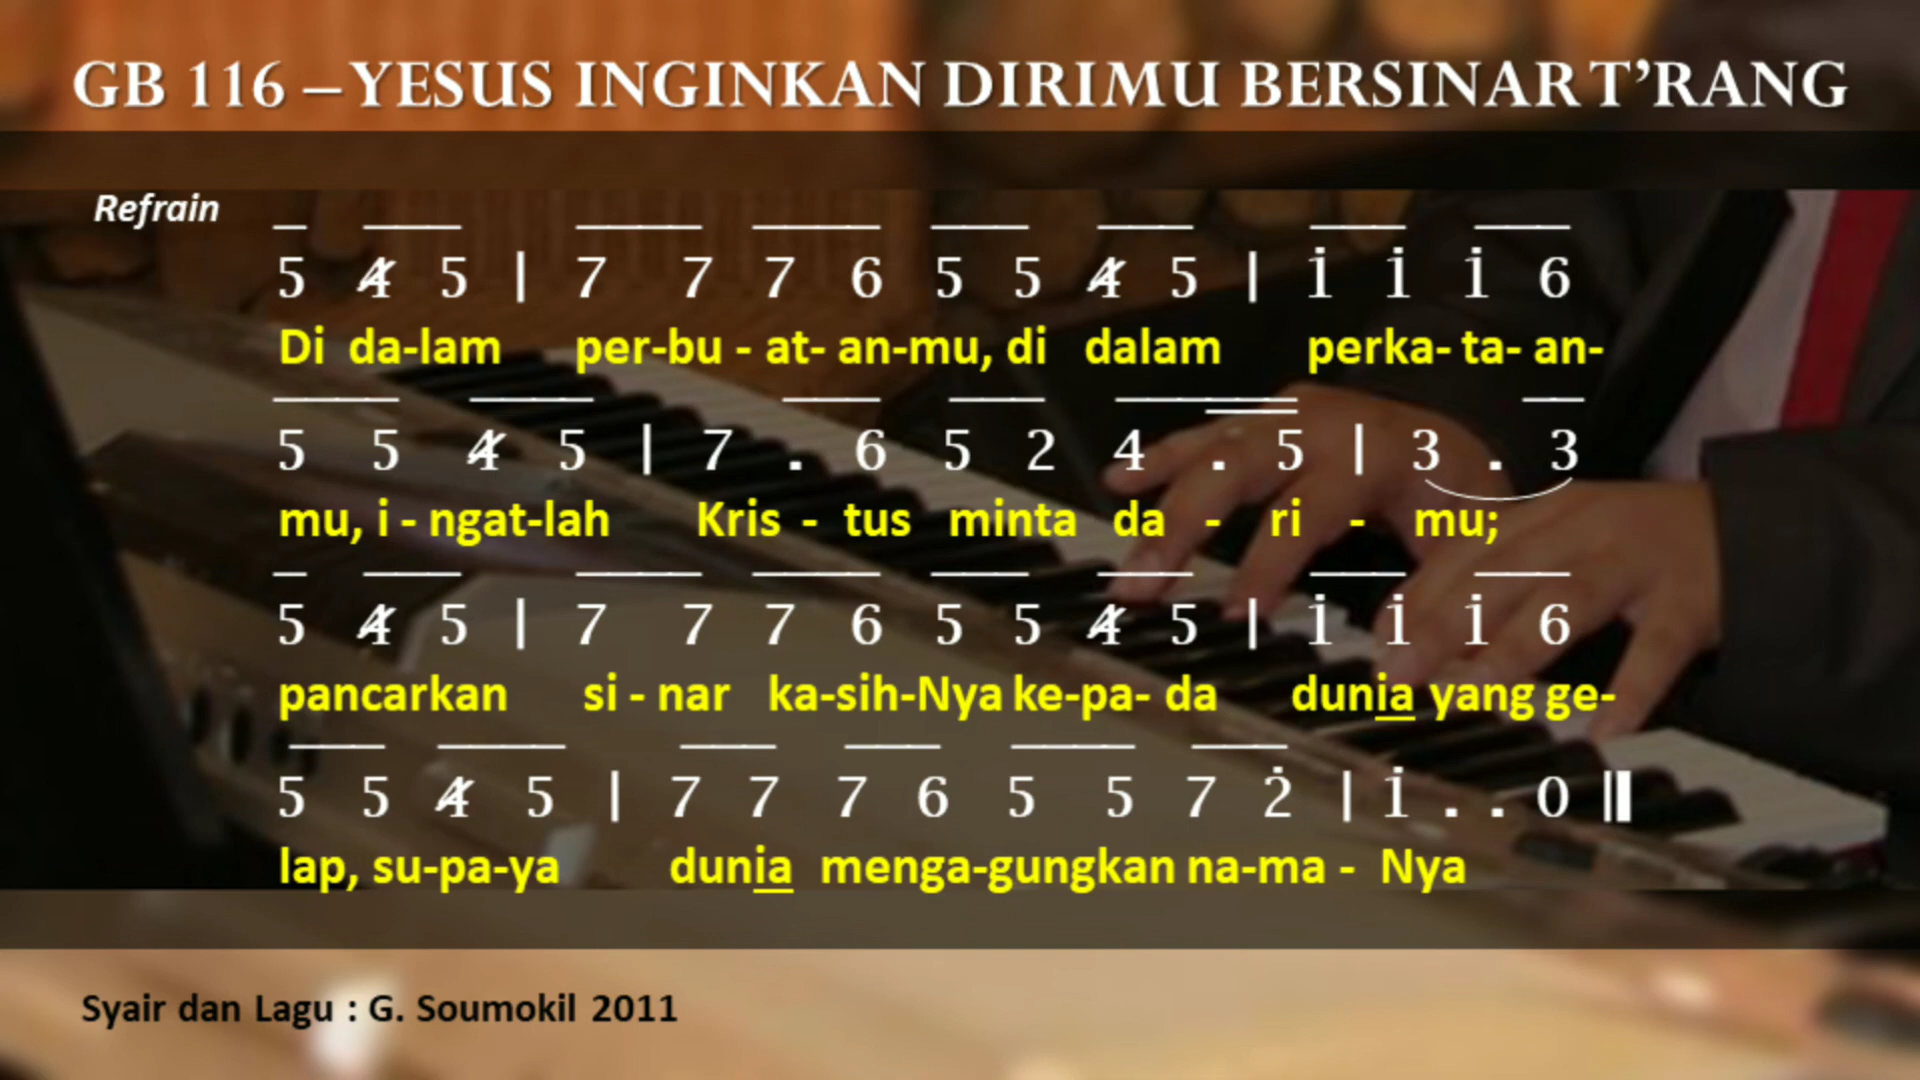 GB 116 – YESUS INGINKAN DIRIMU BERSINAR T’RANG
Refrain
5 4̸ 5 | 7 7 7 6 5 5 4̸ 5 | i̇ i̇ i̇ 6
Di da-lam per-bu - at- an-mu, di dalam perka- ta- an-
5 5 4̸ 5 | 7 . 6 5 2 4 . 5 | 3 . 3
mu, i - ngat-lah Kris - tus minta da - ri - mu;
5 4̸ 5 | 7 7 7 6 5 5 4̸ 5 | 1̇ 1̇ 1̇ 6
pancarkan si - nar ka-sih-Nya ke-pa- da dunia yang ge-
5 5 4̸ 5 | 7 7 7 6 5 5 7 2̇ | 1̇ . . 0 ||
lap, su-pa-ya dunia menga-gungkan na-ma - Nya
Syair dan Lagu : G. Soumokil 2011